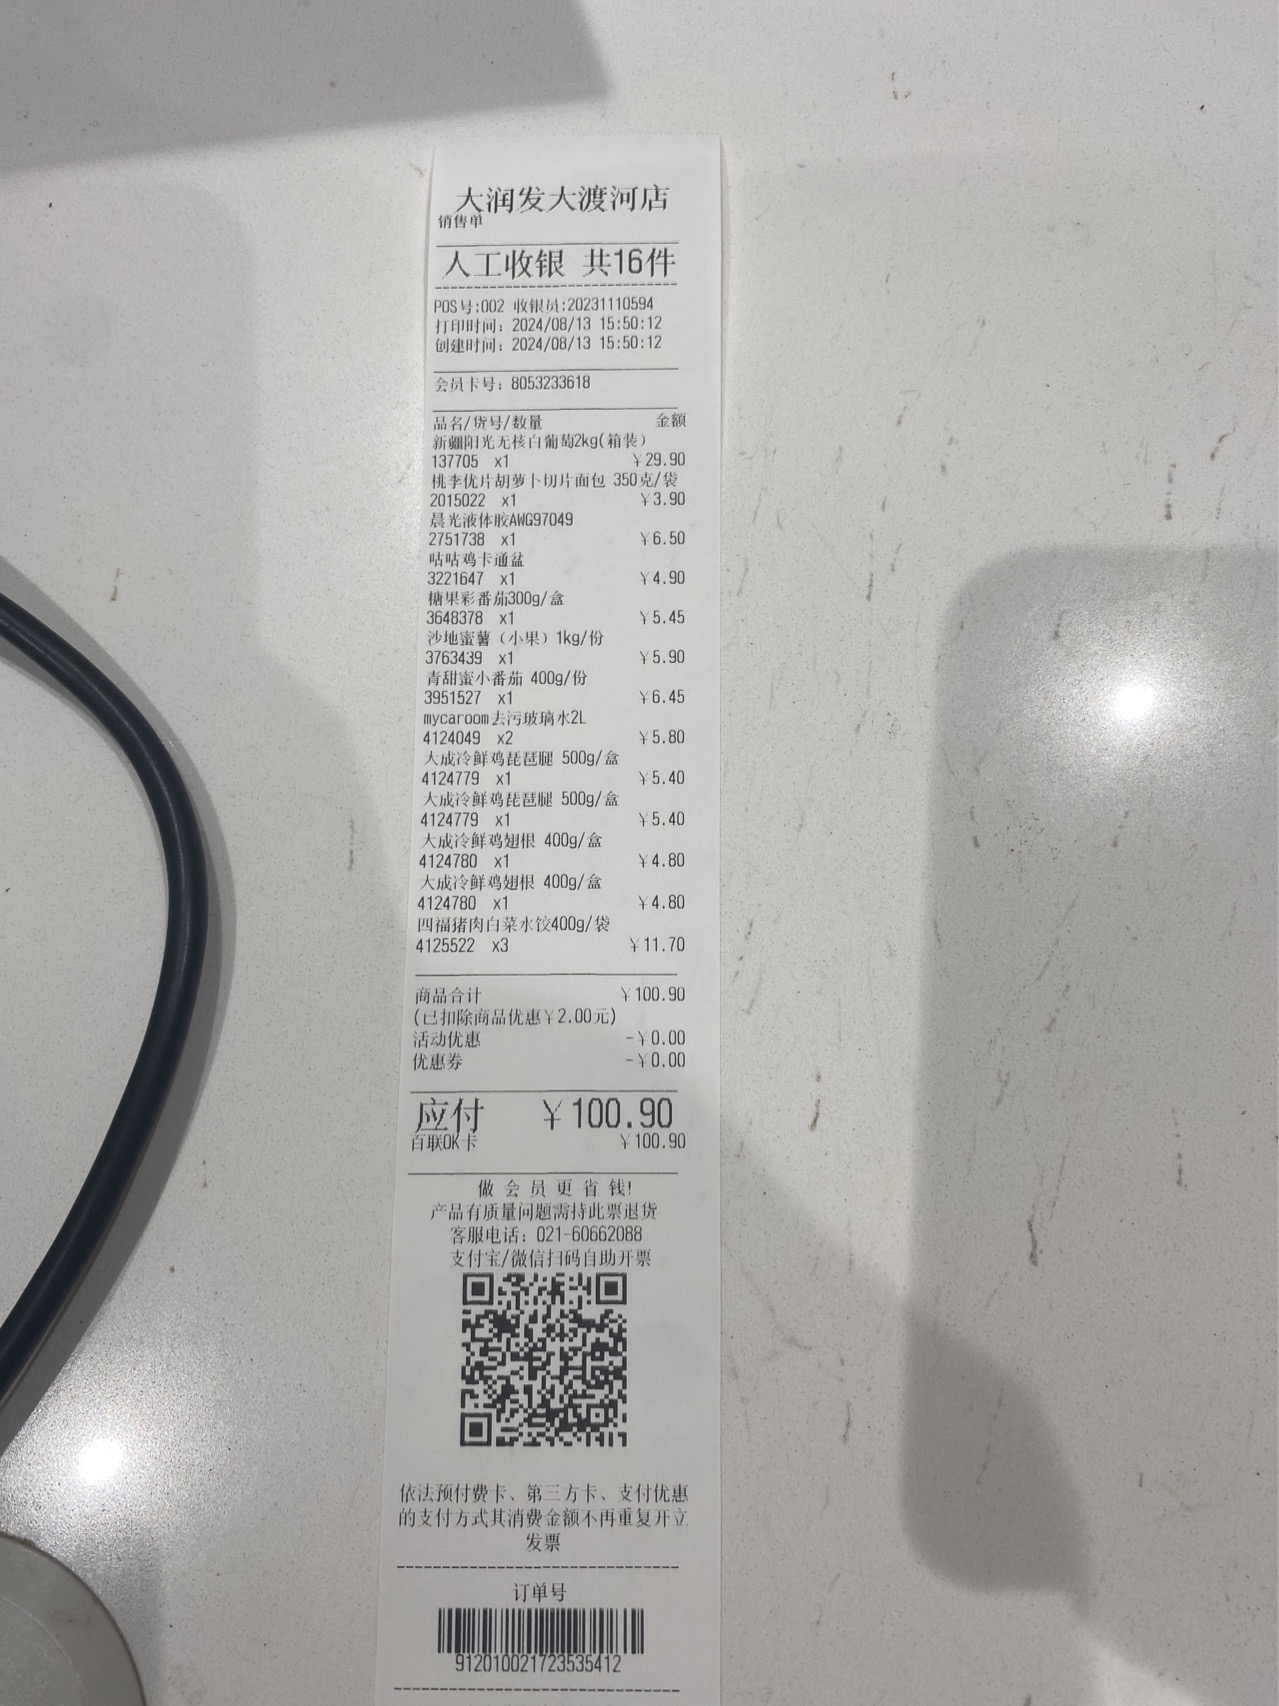 大润发大渡河店
销售单
人工收银 共16件
POS号:002 收银员:20231110594
打印时间: 2024/08/13 15:50:12
创建时间: 2024/08/13 15:50:12
会员卡号: 8053233618
品名/货号/数量 金额
新疆阳光无核白葡萄2kg(箱装)
137705 x1 ￥29.90
桃李优片胡萝卜切片面包 350克/袋
2015022 x1 ￥3.90
晨光液体胶AWG97049
2751738 x1 ￥6.50
咕咕鸡卡通盆
3221647 x1 ￥4.90
糖果彩番茄300g/盒
3648378 x1 ￥5.45
沙地蜜薯（小果）1kg/份
3763439 x1 ￥5.90
青甜蜜小番茄 400g/份
3951527 x1 ￥6.45
mycaroom去污玻璃水2L
4124049 x2 ￥5.80
大成冷鲜鸡琵琶腿 500g/盒
4124779 x1 ￥5.40
大成冷鲜鸡琵琶腿 500g/盒
4124779 x1 ￥5.40
大成冷鲜鸡翅根 400g/盒
4124780 x1 ￥4.80
大成冷鲜鸡翅根 400g/盒
4124780 x1 ￥4.80
四福猪肉白菜水饺400g/袋
4125522 x3 ￥11.70
商品合计 ￥100.90
(已扣除商品优惠￥2.00元)
活动优惠 -￥0.00
优惠券 -￥0.00
应付 ￥100.90
百联OK卡 ￥100.90
做 会 员 更 省 钱!
产品有质量问题需持此票退货
客服电话: 021-60662088
支付宝/微信扫码自助开票
依法预付费卡、第三方卡、支付优惠
的支付方式其消费金额不再重复开立
发票
订单号
912010021723535412